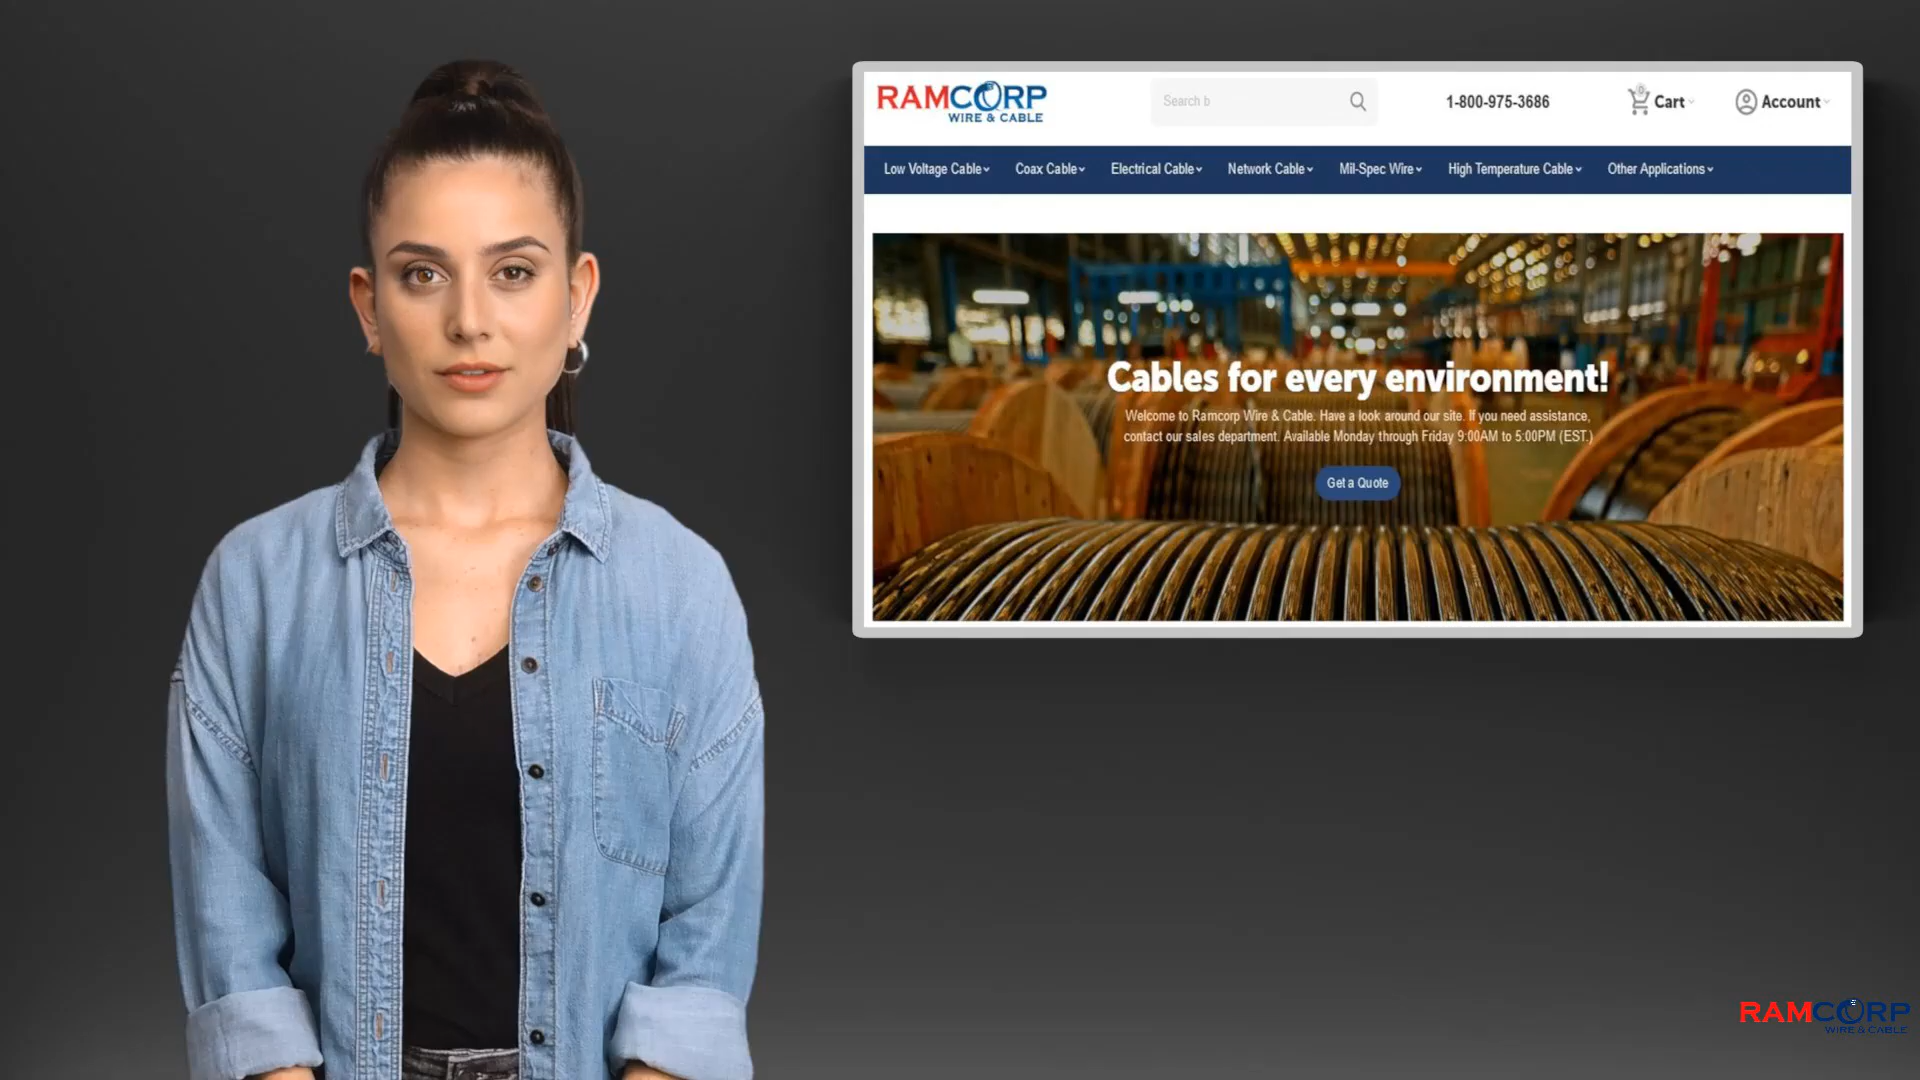 RAMCORP
WIRE & CABLE
Search b
1-800-975-3686
0
Cart
Account
Low Voltage Cable
Coax Cable
Electrical Cable
Network Cable
Mil-Spec Wire
High Temperature Cable
Other Applications
Cables for every environment!
Welcome to Ramcorp Wire & Cable. Have a look around our site. If you need assistance,
contact our sales department. Available Monday through Friday 9:00AM to 5:00PM (EST.)
Get a Quote
RAMCORP
WIRE & CABLE